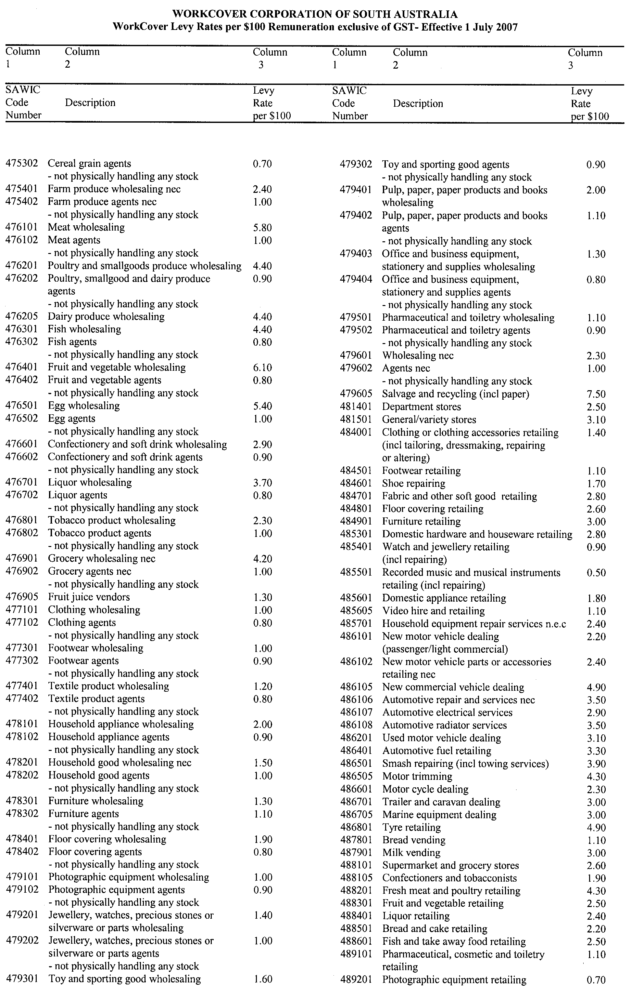 WORKCOVER CORPORATION OF SOUTH AUSTRALIA
WorkCover Levy Rates per $100 Remuneration exclusive of GST- Effective 1 July 2007
Column Column Column Column Column Column
1 2 3 1 2 3
SAWIC Levy SAWIC Levy
Code Description Rate Code Description Rate
Number per $100 Number per $100
475302 Cereal grain agents 0.70
- not physically handling any stock
475401 Farm produce wholesaling nec 2.40
475402 Farm produce agents nec 1.00
- not physically handling any stock
476101 Meat wholesaling 5.80
476102 Meat agents 1.00
- not physically handling any stock
476201 Poultry and smallgoods produce wholesaling 4.40
476202 Poultry, smallgood and dairy produce 0.90
agents
- not physically handling any stock
476205 Dairy produce wholesaling 4.40
476301 Fish wholesaling 4.40
476302 Fish agents 0.80
- not physically handling any stock
476401 Fruit and vegetable wholesaling 6.10
476402 Fruit and vegetable agents 0.80
- not physically handling any stock
476501 Egg wholesaling 5.40
476502 Egg agents 1.00
- not physically handling any stock
476601 Confectionery and soft drink wholesaling 2.90
476602 Confectionery and soft drink agents 0.90
- not physically handling any stock
476701 Liquor wholesaling 3.70
476702 Liquor agents 0.80
- not physically handling any stock
476801 Tobacco product wholesaling 2.30
476802 Tobacco product agents 1.00
- not physically handling any stock
476901 Grocery wholesaling nec 4.20
476902 Grocery agents nec 1.00
- not physically handling any stock
476905 Fruit juice vendors 1.30
477101 Clothing wholesaling 1.00
477102 Clothing agents 0.80
- not physically handling any stock
477301 Footwear wholesaling 1.00
477302 Footwear agents 0.90
- not physically handling any stock
477401 Textile product wholesaling 1.20
477402 Textile product agents 0.80
- not physically handling any stock
478101 Household appliance wholesaling 2.00
478102 Household appliance agents 0.90
- not physically handling any stock
478201 Household good wholesaling nec 1.50
478202 Household good agents 1.00
- not physically handling any stock
478301 Furniture wholesaling 1.30
478302 Furniture agents 1.10
- not physically handling any stock
478401 Floor covering wholesaling 1.90
478402 Floor covering agents 0.80
- not physically handling any stock
479101 Photographic equipment wholesaling 1.00
479102 Photographic equipment agents 0.90
- not physically handling any stock
479201 Jewellery, watches, precious stones or 1.40
silverware or parts wholesaling
479202 Jewellery, watches, precious stones or 1.00
silverware or parts agents
- not physically handling any stock
479301 Toy and sporting good wholesaling 1.60
479302 Toy and sporting good agents 0.90
- not physically handling any stock
479401 Pulp, paper, paper products and books 2.00
wholesaling
479402 Pulp, paper, paper products and books 1.10
agents
- not physically handling any stock
479403 Office and business equipment, 1.30
stationery and supplies wholesaling
479404 Office and business equipment, 0.80
stationery and supplies agents
- not physically handling any stock
479501 Pharmaceutical and toiletry wholesaling 1.10
479502 Pharmaceutical and toiletry agents 0.90
- not physically handling any stock
479601 Wholesaling nec 2.30
479602 Agents nec 1.00
- not physically handling any stock
479605 Salvage and recycling (incl paper) 7.50
481401 Department stores 2.50
481501 General/variety stores 3.10
484001 Clothing or clothing accessories retailing 1.40
(incl tailoring, dressmaking, repairing
or altering)
484501 Footwear retailing 1.10
484601 Shoe repairing 1.70
484701 Fabric and other soft good retailing 2.80
484801 Floor covering retailing 2.60
484901 Furniture retailing 3.00
485301 Domestic hardware and houseware retailing 2.80
485401 Watch and jewellery retailing 0.90
(incl repairing)
485501 Recorded music and musical instruments 0.50
retailing (incl repairing)
485601 Domestic appliance retailing 1.80
485605 Video hire and retailing 1.10
485701 Household equipment repair services n.e.c 2.40
486101 New motor vehicle dealing 2.20
(passenger/light commercial)
486102 New motor vehicle parts or accessories 2.40
retailing nec
486105 New commercial vehicle dealing 4.90
486106 Automotive repair and services nec 3.50
486107 Automotive electrical services 2.90
486108 Automotive radiator services 3.50
486201 Used motor vehicle dealing 3.10
486401 Automotive fuel retailing 3.30
486501 Smash repairing (incl towing services) 3.90
486505 Motor trimming 4.30
486601 Motor cycle dealing 2.30
486701 Trailer and caravan dealing 3.00
486705 Marine equipment dealing 3.00
486801 Tyre retailing 4.90
487801 Bread vending 1.10
487901 Milk vending 3.00
488101 Supermarket and grocery stores 2.60
488105 Confectioners and tobacconists 1.90
488201 Fresh meat and poultry retailing 4.30
488301 Fruit and vegetable retailing 2.50
488401 Liquor retailing 2.40
488501 Bread and cake retailing 2.20
488601 Fish and take away food retailing 2.50
489101 Pharmaceutical, cosmetic and toiletry 1.10
retailing
489201 Photographic equipment retailing 0.70